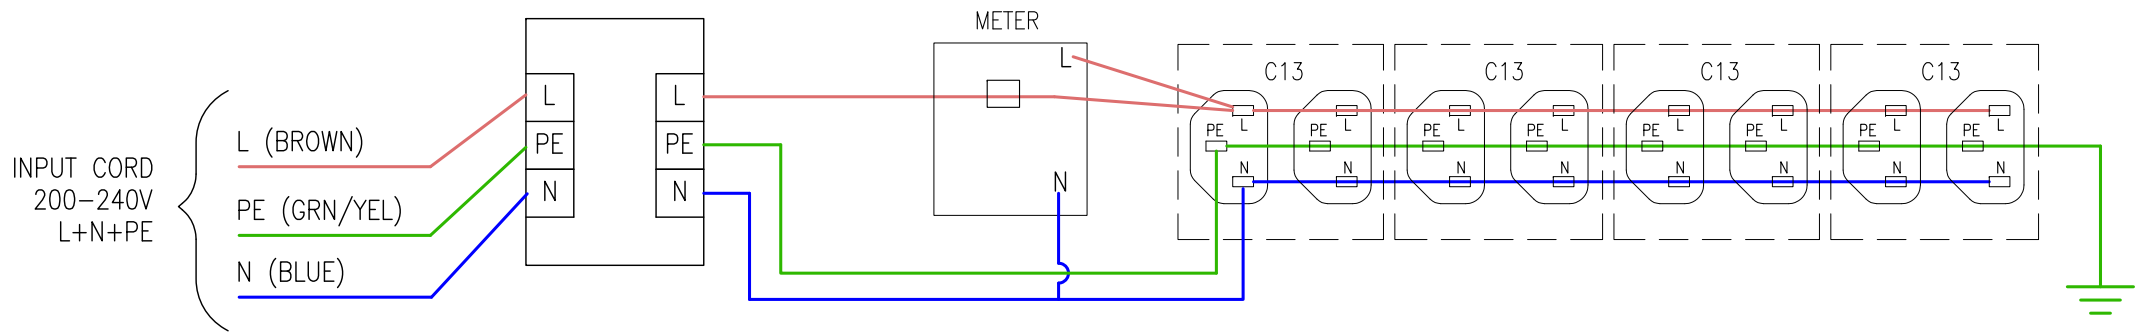 METER
INPUT CORD
200-240V
L+N+PE
L (BROWN)
PE (GRN/YEL)
N (BLUE)
L
PE
N
L
PE
N
L
N
C13
PE
L
N
PE
L
N
C13
PE
L
N
PE
L
N
C13
PE
L
N
PE
L
N
C13
PE
L
N
PE
L
N